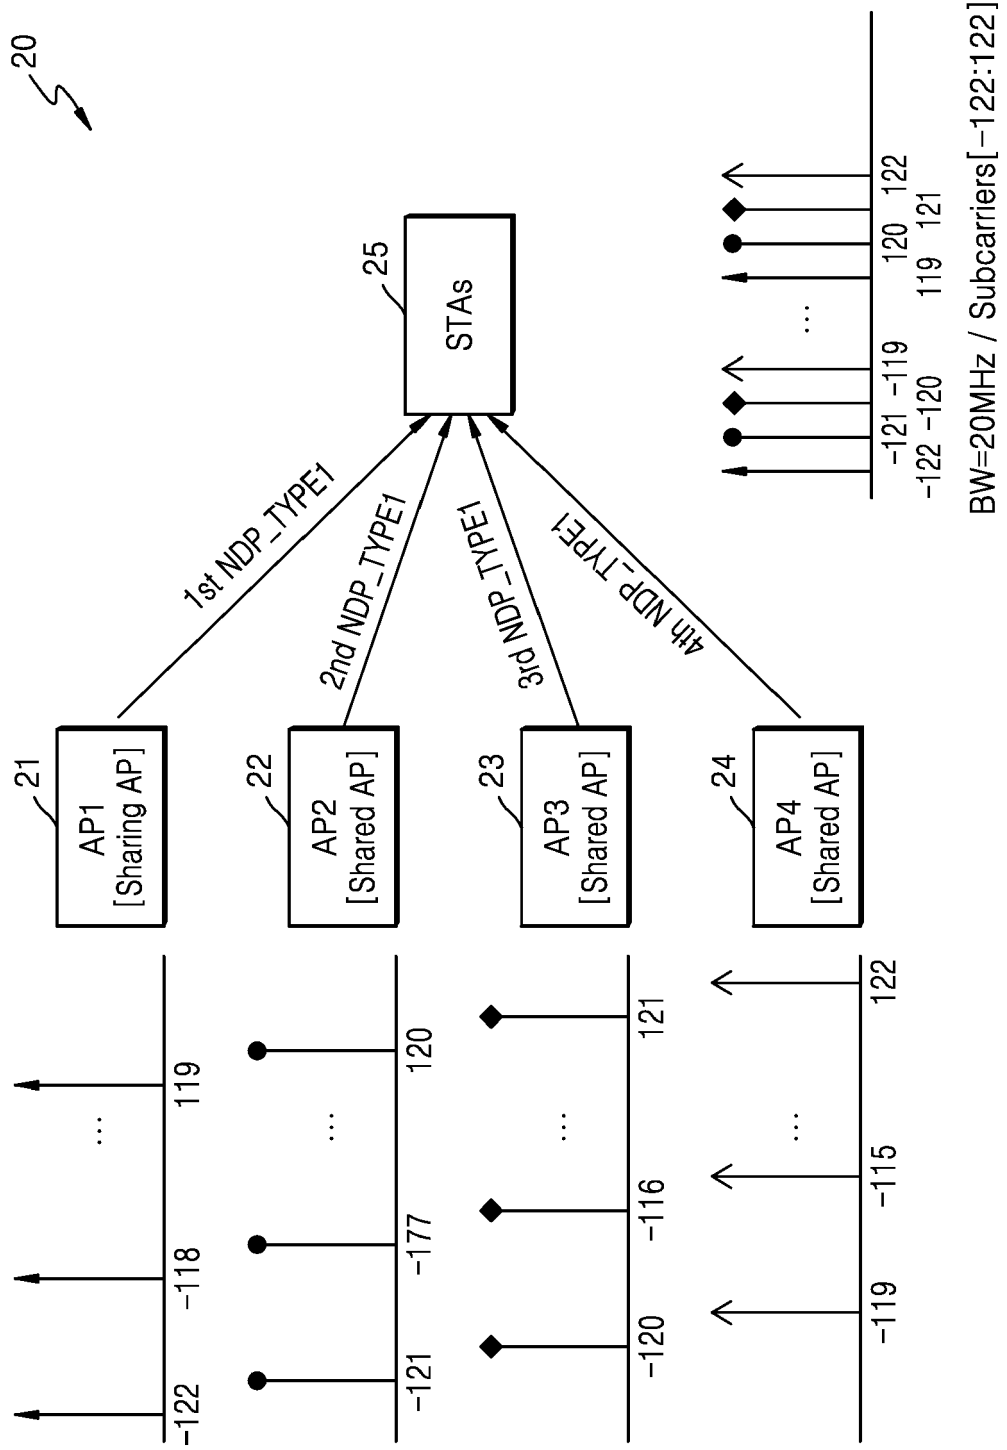 20
21
AP1
[Sharing AP]
22
AP2
[Shared AP]
23
AP3
[Shared AP]
24
AP4
[Shared AP]
1st NDP_TYPE1
2nd NDP_TYPE1
3rd NDP_TYPE1
4th NDP_TYPE1
25
STAs
-122 -118 ... 119
-121 -177 ... 120
-120 -116 ... 121
-119 -115 ... 122
-122 -121 -120 -119 ... 119 120 121 122
BW=20MHz / Subcarriers[-122:122]